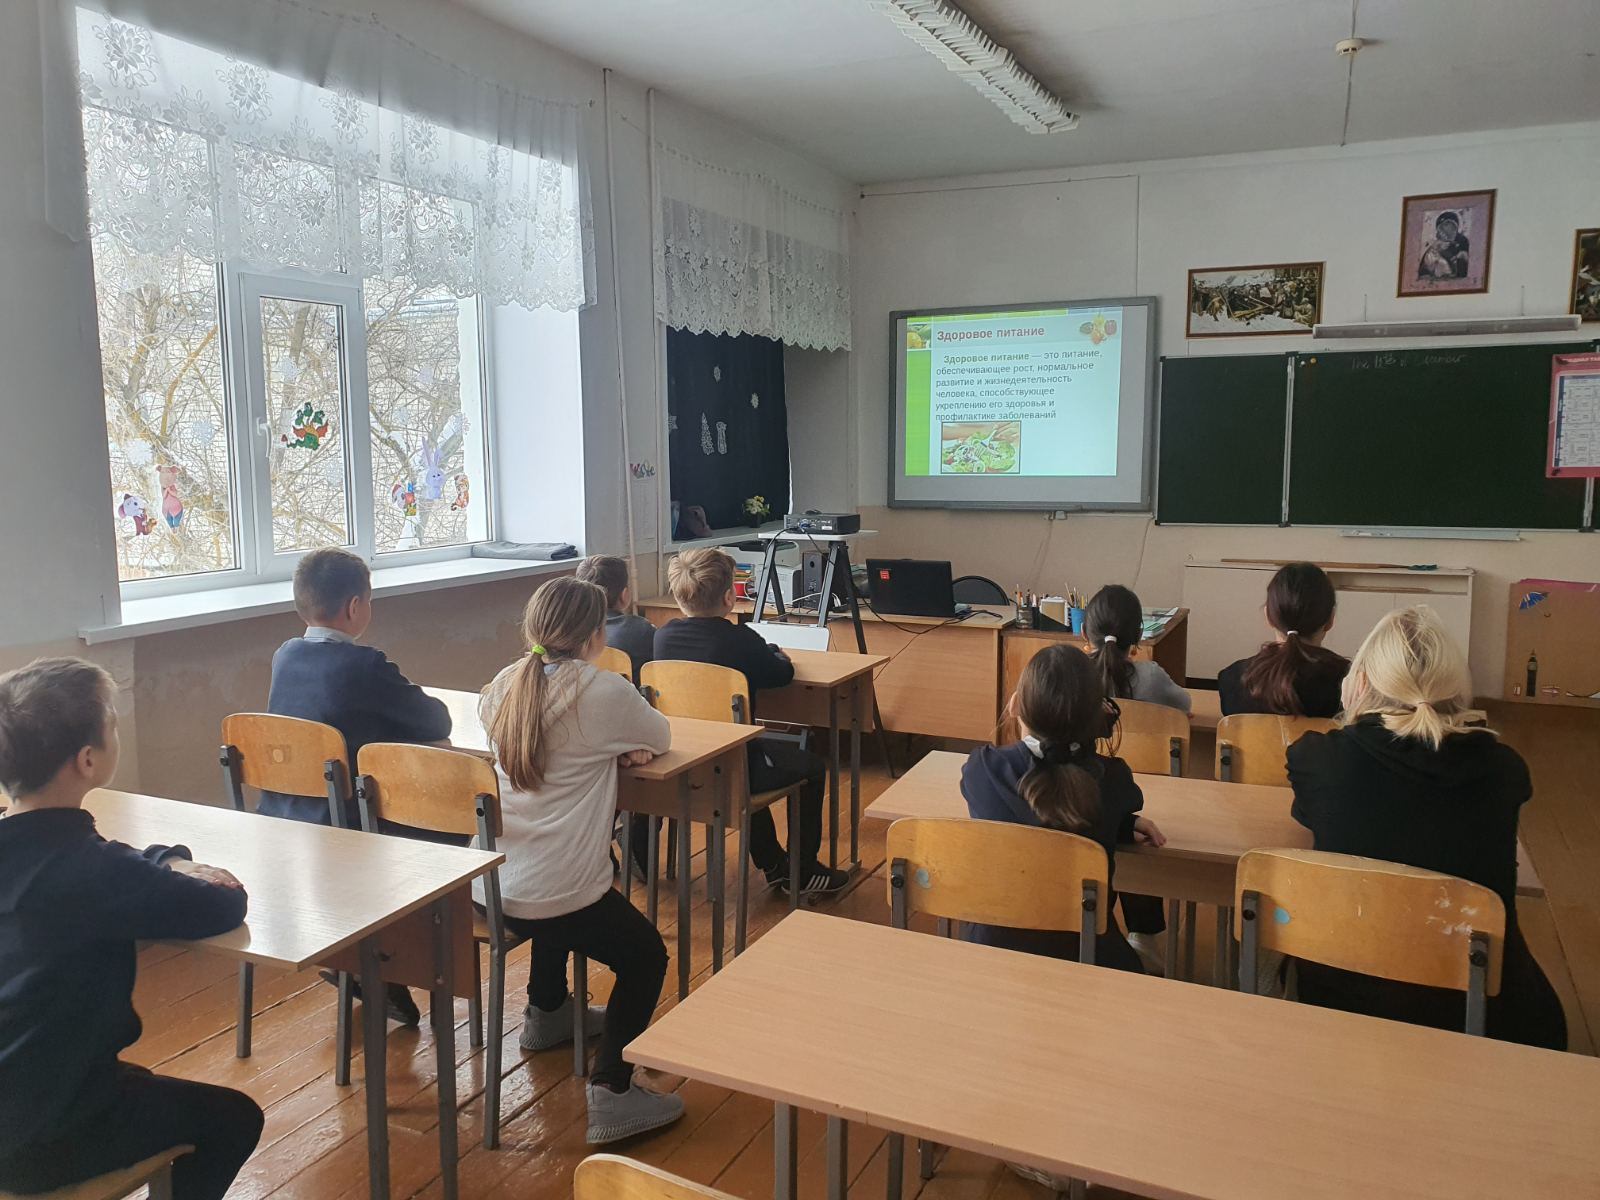 Здоровое питание
Здоровое питание — это питание,
обеспечивающее рост, нормальное
развитие и жизнедеятельность
человека, способствующее
укреплению его здоровья и
профилактике заболеваний